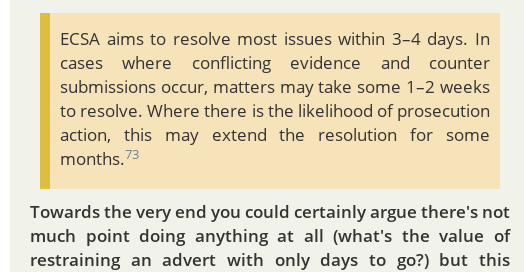 ECSA aims to resolve most issues within 3–4 days. In
cases where conflicting evidence and counter
submissions occur, matters may take some 1–2 weeks
to resolve. Where there is the likelihood of prosecution
action, this may extend the resolution for some
months.73
Towards the very end you could certainly argue there's not
much point doing anything at all (what's the value of
restraining an advert with only days to go?) but this